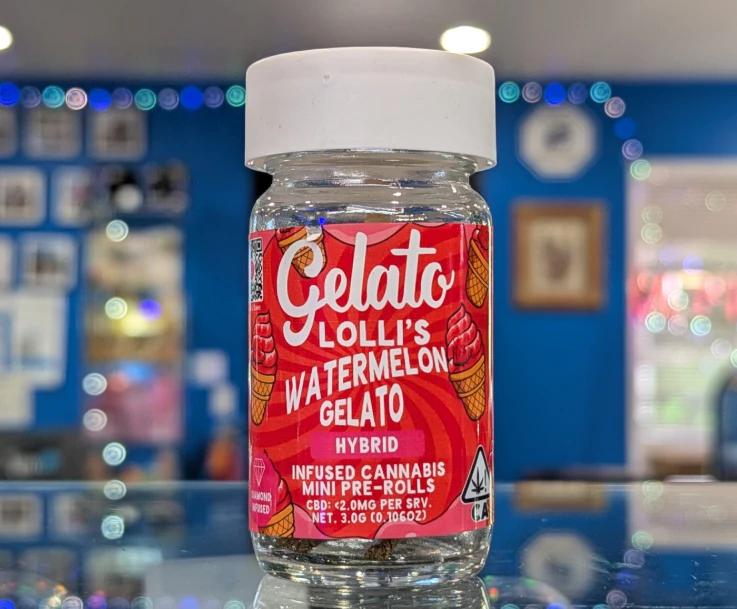 Gelato
LOLLI'S
WATERMELON
GELATO
HYBRID
INFUSED CANNABIS
MINI PRE-ROLLS
CBD: <2.0MG PER SRV.
NET. 3.0G (0.106OZ)
DIAMOND
INFUSED
CA